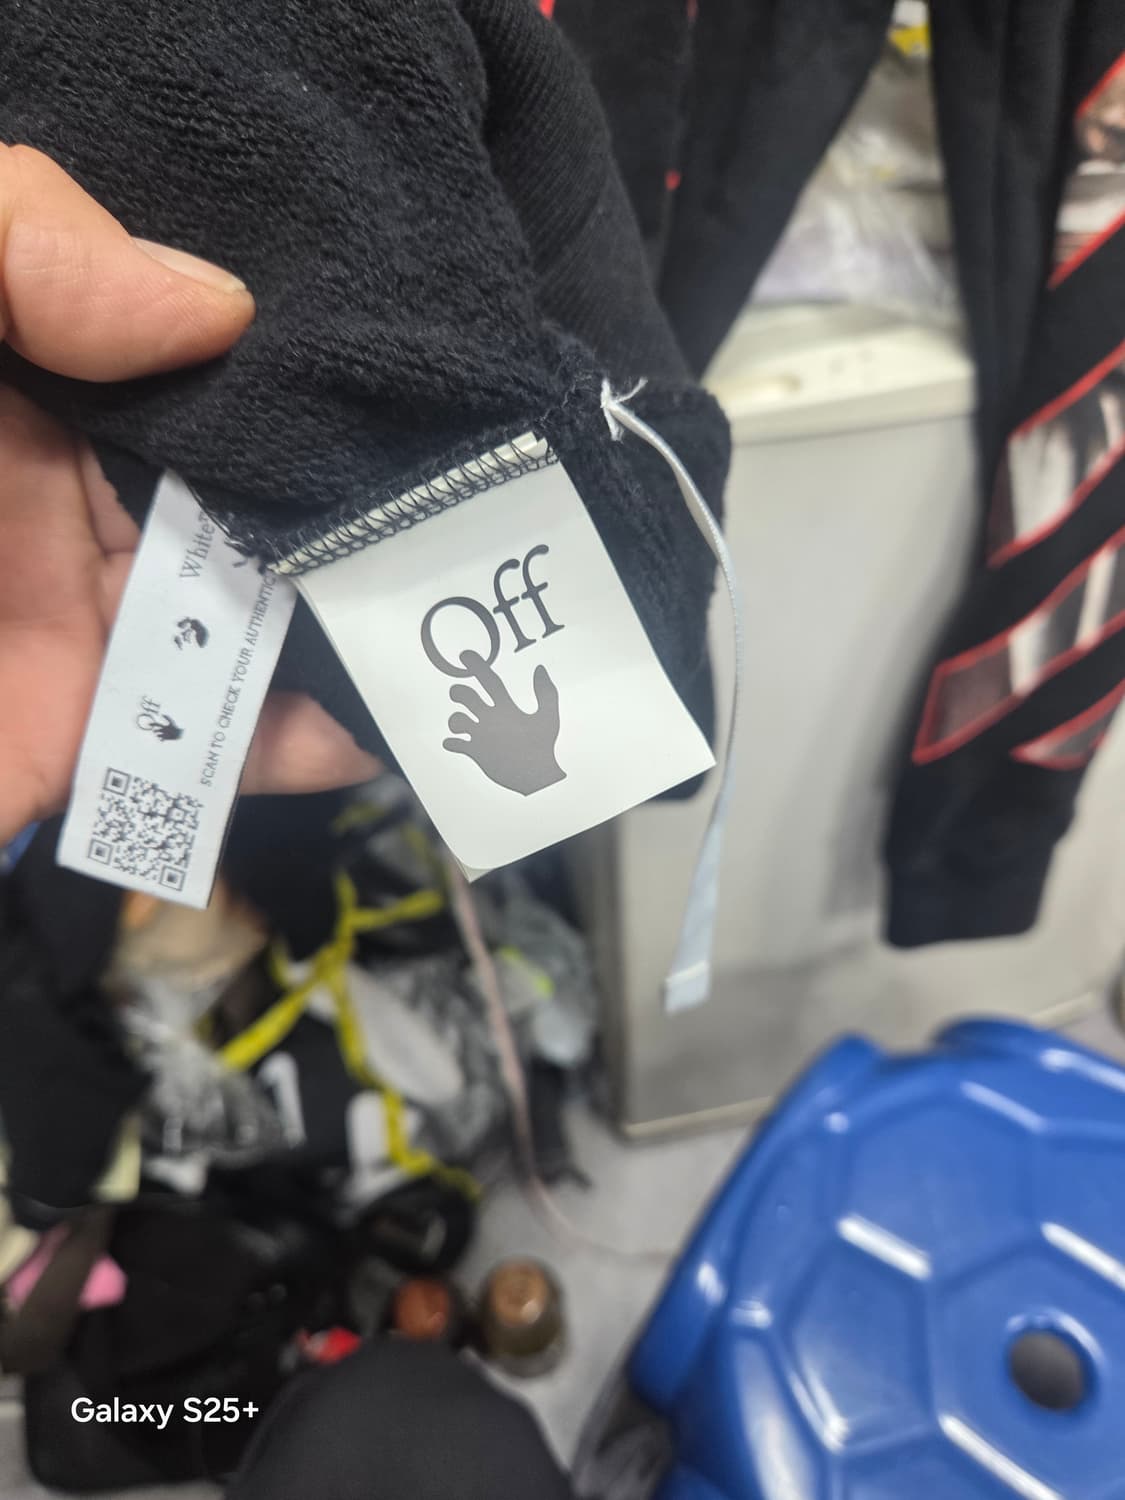 White
Off
SCAN TO CHECK YOUR AUTHENTIC
Off
Galaxy S25+